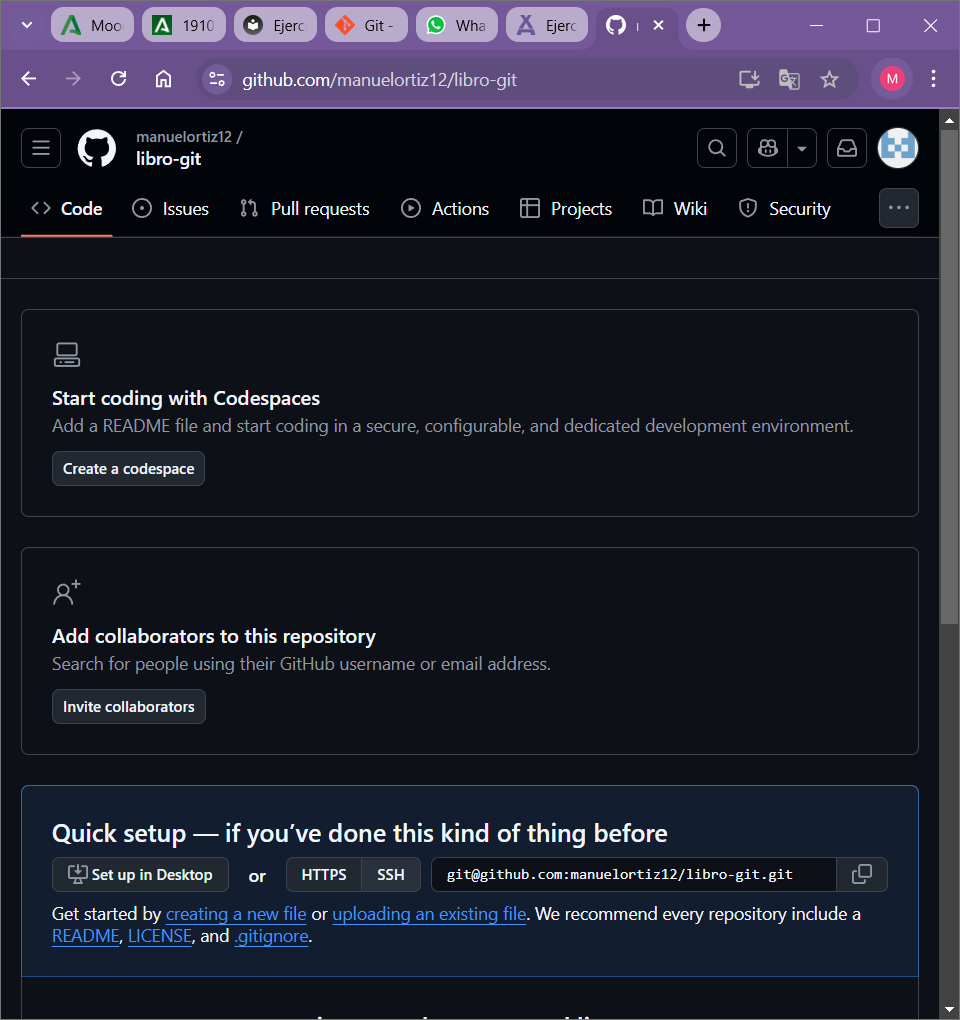 Moo
1910
Ejerc
Git -
Wha
Ejerc
github.com/manuelortiz12/libro-git
M
manuelortiz12 /
libro-git
Code
Issues
Pull requests
Actions
Projects
Wiki
Security
Start coding with Codespaces
Add a README file and start coding in a secure, configurable, and dedicated development environment.
Create a codespace
Add collaborators to this repository
Search for people using their GitHub username or email address.
Invite collaborators
Quick setup — if you’ve done this kind of thing before
Set up in Desktop or HTTPS SSH git@github.com:manuelortiz12/libro-git.git
Get started by creating a new file or uploading an existing file. We recommend every repository include a
README, LICENSE, and .gitignore.